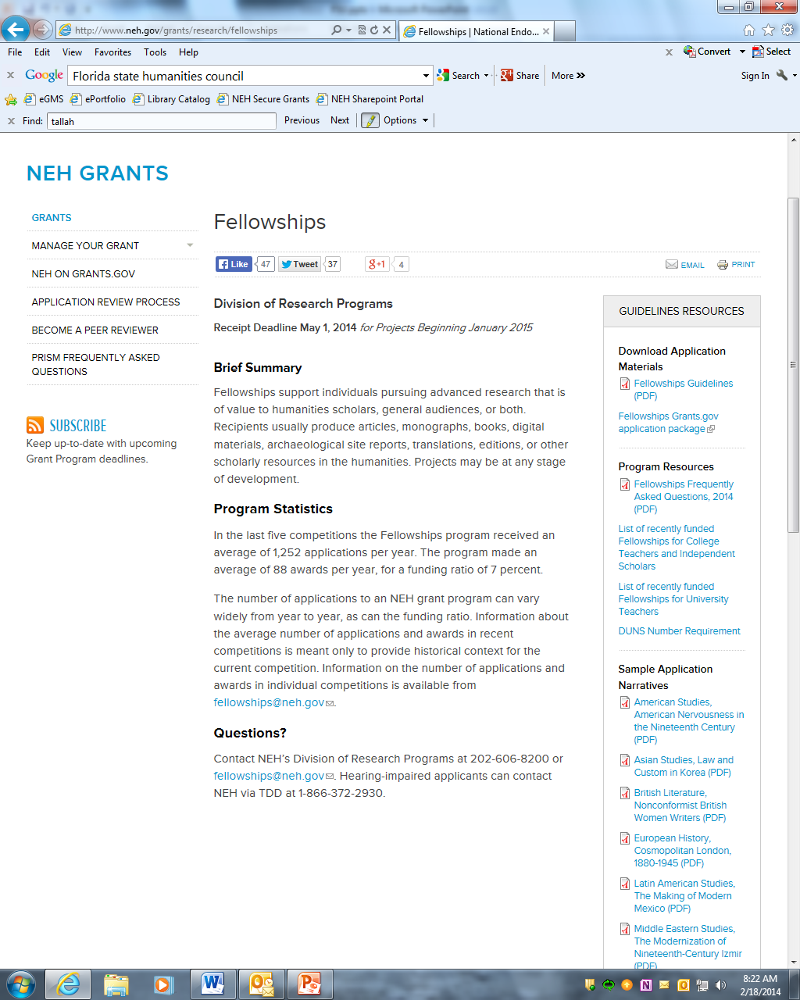 http://www.neh.gov/grants/research/fellowships
Fellowships | National Endo...
File Edit View Favorites Tools Help
Convert Select
Google Florida state humanities council Search Share More Sign In
eGMS ePortfolio Library Catalog NEH Secure Grants NEH Sharepoint Portal
Find: tallah Previous Next Options
NEH GRANTS
GRANTS
MANAGE YOUR GRANT
NEH ON GRANTS.GOV
APPLICATION REVIEW PROCESS
BECOME A PEER REVIEWER
PRISM FREQUENTLY ASKED
QUESTIONS
SUBSCRIBE
Keep up-to-date with upcoming
Grant Program deadlines.
Fellowships
Like 47 Tweet 37 g+1 4
EMAIL PRINT
Division of Research Programs
Receipt Deadline May 1, 2014 for Projects Beginning January 2015
Brief Summary
Fellowships support individuals pursuing advanced research that is
of value to humanities scholars, general audiences, or both.
Recipients usually produce articles, monographs, books, digital
materials, archaeological site reports, translations, editions, or other
scholarly resources in the humanities. Projects may be at any stage
of development.
Program Statistics
In the last five competitions the Fellowships program received an
average of 1,252 applications per year. The program made an
average of 88 awards per year, for a funding ratio of 7 percent.
The number of applications to an NEH grant program can vary
widely from year to year, as can the funding ratio. Information about
the average number of applications and awards in recent
competitions is meant only to provide historical context for the
current competition. Information on the number of applications and
awards in individual competitions is available from
fellowships@neh.gov.
Questions?
Contact NEH's Division of Research Programs at 202-606-8200 or
fellowships@neh.gov. Hearing-impaired applicants can contact
NEH via TDD at 1-866-372-2930.
GUIDELINES RESOURCES
Download Application
Materials
Fellowships Guidelines
(PDF)
Fellowships Grants.gov
application package
Program Resources
Fellowships Frequently
Asked Questions, 2014
(PDF)
List of recently funded
Fellowships for College
Teachers and Independent
Scholars
List of recently funded
Fellowships for University
Teachers
DUNS Number Requirement
Sample Application
Narratives
American Studies,
American Nervousness in
the Nineteenth Century
(PDF)
Asian Studies, Law and
Custom in Korea (PDF)
British Literature,
Nonconformist British
Women Writers (PDF)
European History,
Cosmopolitan London,
1880-1945 (PDF)
Latin American Studies,
The Making of Modern
Mexico (PDF)
Middle Eastern Studies,
The Modernization of
Nineteenth-Century Izmir
(PDF)
8:22 AM
2/18/2014